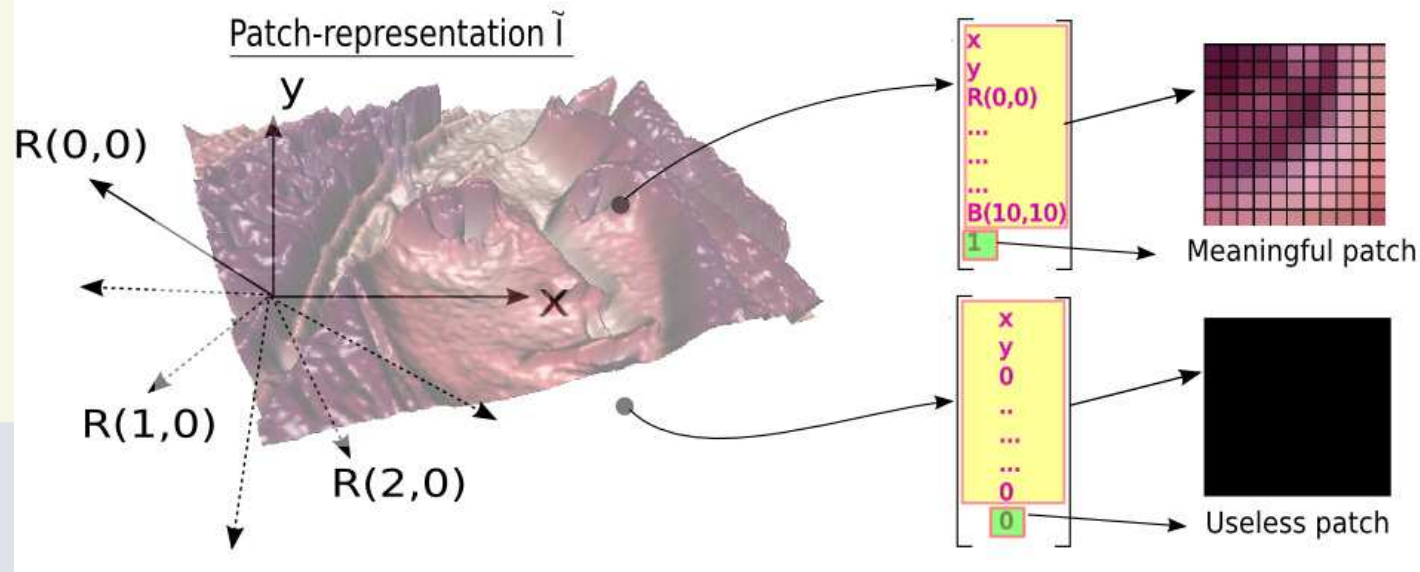 Patch-representation Ĩ
y
R(0,0)
x
R(1,0)
R(2,0)
x
y
R(0,0)
...
...
...
B(10,10)
1
Meaningful patch
x
y
0
..
...
...
0
0
Useless patch